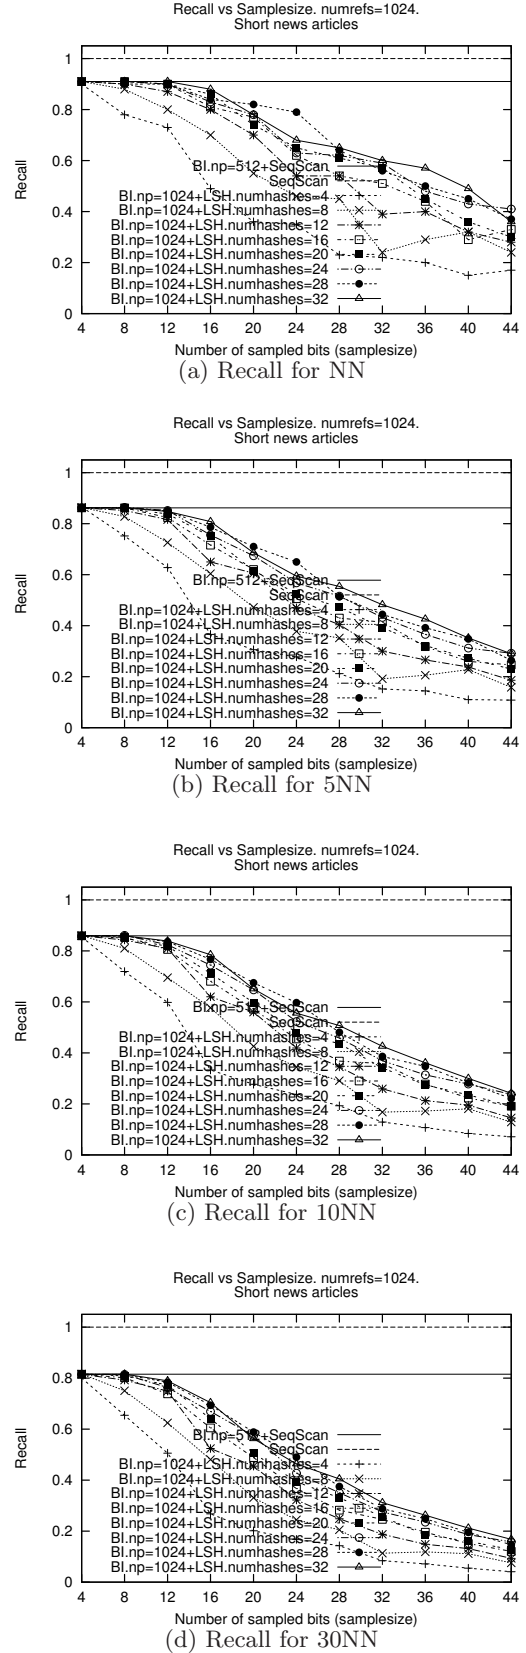 Recall vs Samplesize. numrefs=1024.
Short news articles
1
0.8
0.6
0.4
0.2
0
Recall
BI.np=512+SeqScan
SeqScan
BI.np=1024+LSH.numhashes=4
BI.np=1024+LSH.numhashes=8
BI.np=1024+LSH.numhashes=12
BI.np=1024+LSH.numhashes=16
BI.np=1024+LSH.numhashes=20
BI.np=1024+LSH.numhashes=24
BI.np=1024+LSH.numhashes=28
BI.np=1024+LSH.numhashes=32
4 8 12 16 20 24 28 32 36 40 44
Number of sampled bits (samplesize)
(a) Recall for NN
Recall vs Samplesize. numrefs=1024.
Short news articles
1
0.8
0.6
0.4
0.2
0
Recall
BI.np=512+SeqScan
SeqScan
BI.np=1024+LSH.numhashes=4
BI.np=1024+LSH.numhashes=8
BI.np=1024+LSH.numhashes=12
BI.np=1024+LSH.numhashes=16
BI.np=1024+LSH.numhashes=20
BI.np=1024+LSH.numhashes=24
BI.np=1024+LSH.numhashes=28
BI.np=1024+LSH.numhashes=32
4 8 12 16 20 24 28 32 36 40 44
Number of sampled bits (samplesize)
(b) Recall for 5NN
Recall vs Samplesize. numrefs=1024.
Short news articles
1
0.8
0.6
0.4
0.2
0
Recall
BI.np=512+SeqScan
SeqScan
BI.np=1024+LSH.numhashes=4
BI.np=1024+LSH.numhashes=8
BI.np=1024+LSH.numhashes=12
BI.np=1024+LSH.numhashes=16
BI.np=1024+LSH.numhashes=20
BI.np=1024+LSH.numhashes=24
BI.np=1024+LSH.numhashes=28
BI.np=1024+LSH.numhashes=32
4 8 12 16 20 24 28 32 36 40 44
Number of sampled bits (samplesize)
(c) Recall for 10NN
Recall vs Samplesize. numrefs=1024.
Short news articles
1
0.8
0.6
0.4
0.2
0
Recall
BI.np=512+SeqScan
SeqScan
BI.np=1024+LSH.numhashes=4
BI.np=1024+LSH.numhashes=8
BI.np=1024+LSH.numhashes=12
BI.np=1024+LSH.numhashes=16
BI.np=1024+LSH.numhashes=20
BI.np=1024+LSH.numhashes=24
BI.np=1024+LSH.numhashes=28
BI.np=1024+LSH.numhashes=32
4 8 12 16 20 24 28 32 36 40 44
Number of sampled bits (samplesize)
(d) Recall for 30NN